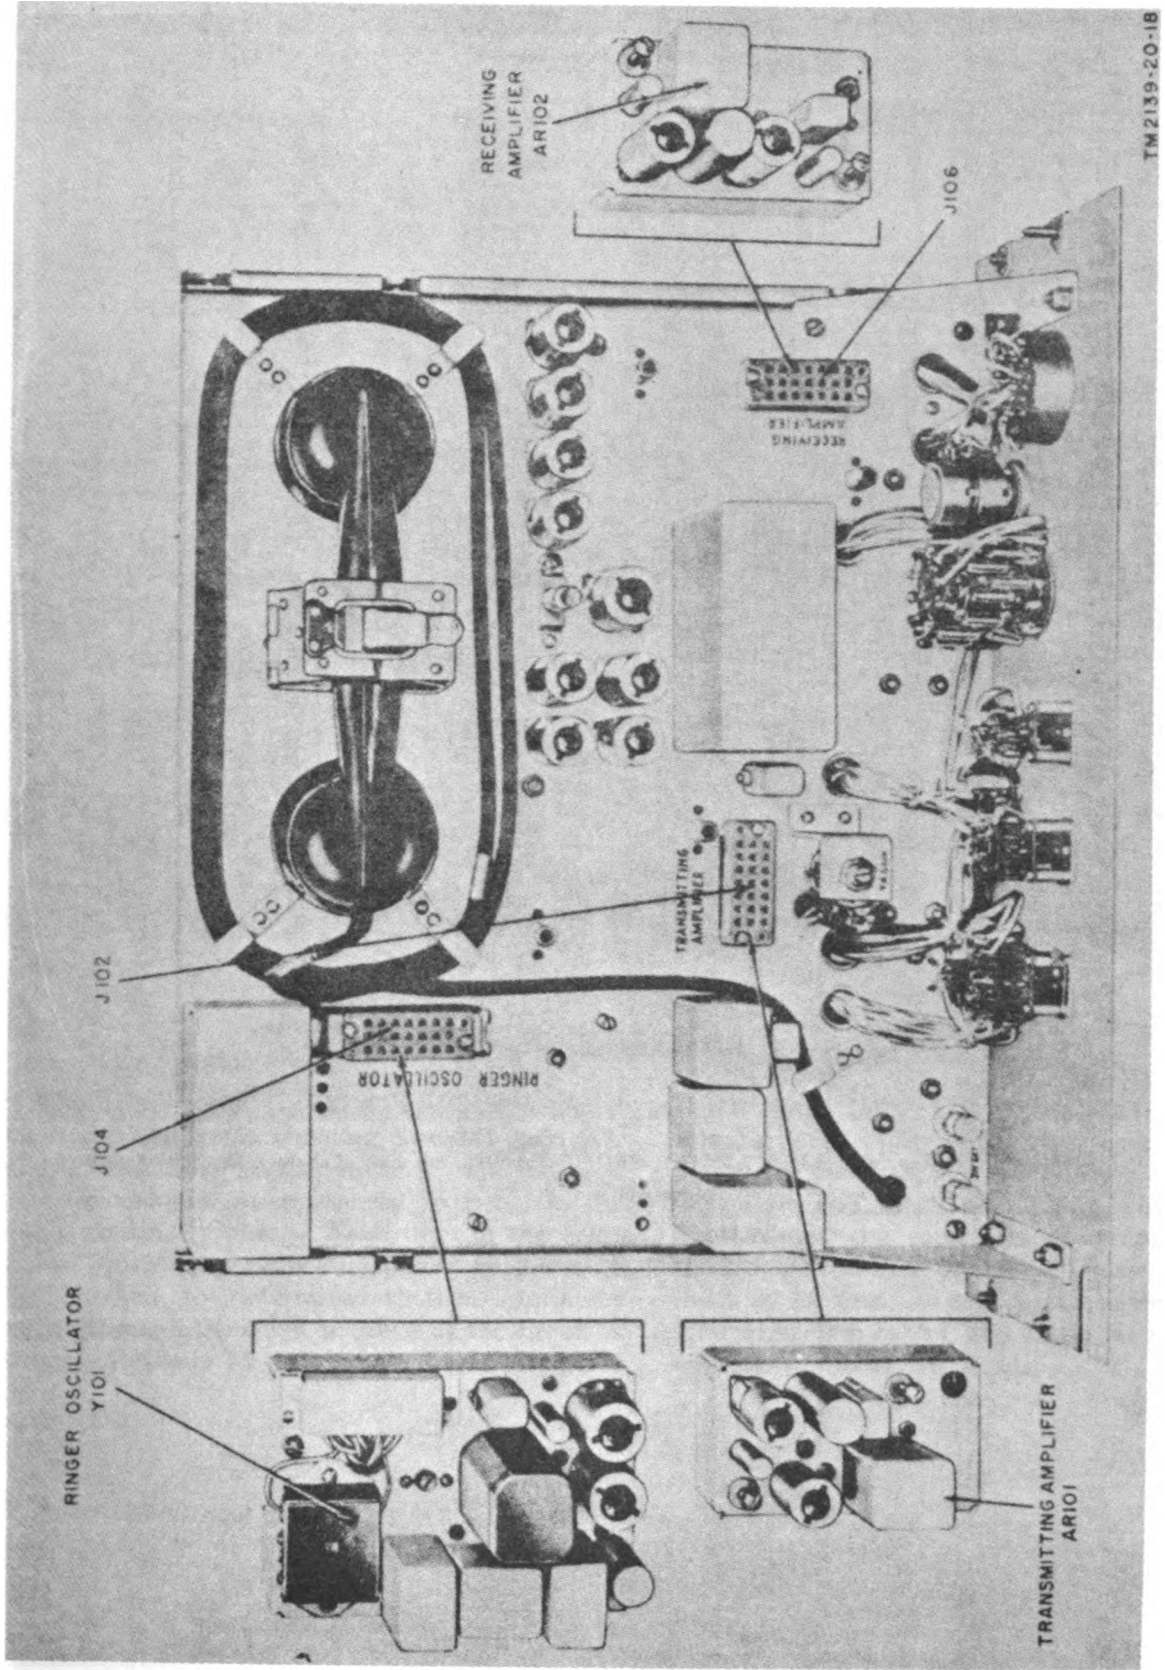 RINGER OSCILLATOR
Y101
J104
J102
RECEIVING
AMPLIFIER
AR102
RINGER OSCILLATOR
TRANSMITTING
AMPLIFIER
RECEIVING
AMPLIFIER
J106
TRANSMITTING AMPLIFIER
AR101
TM2139-20-18